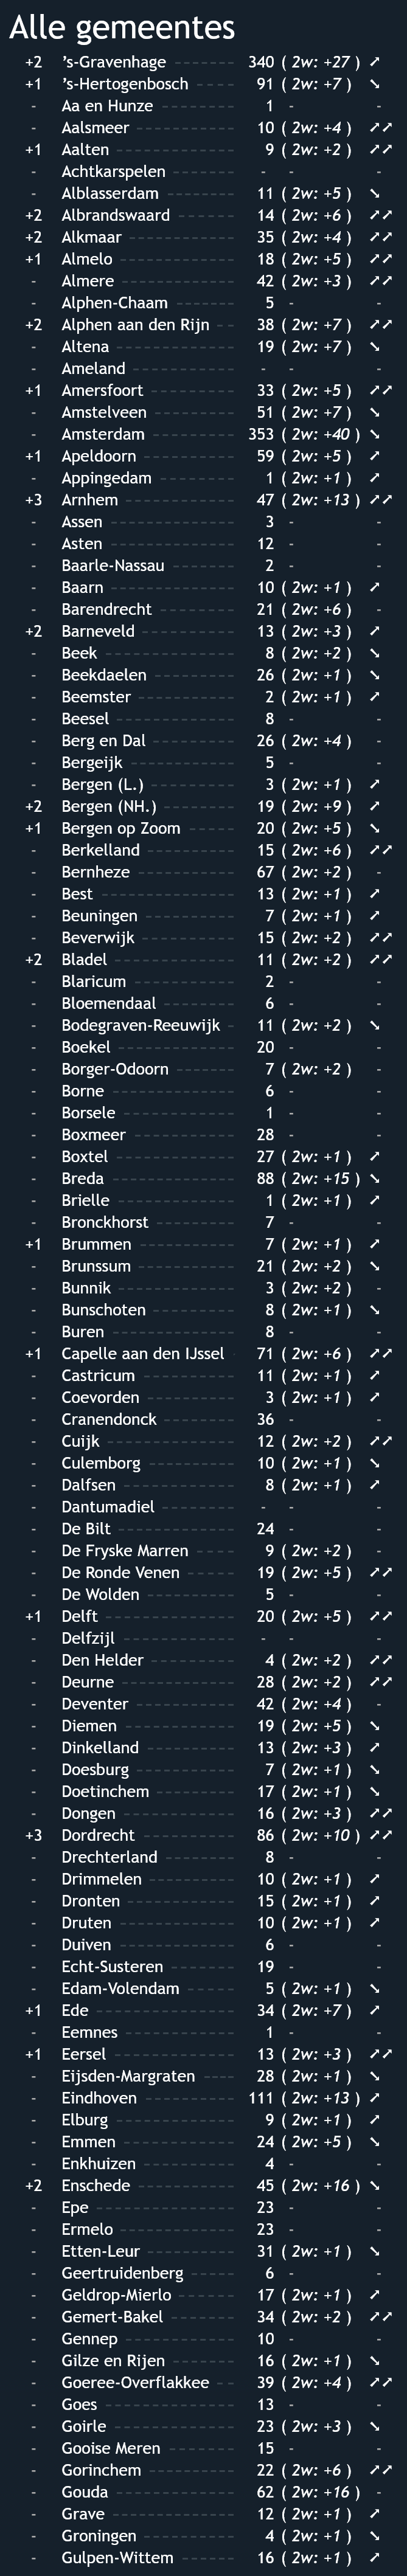 Alle gemeentes
+2 ’s-Gravenhage 340 ( 2w: +27 ) ➚
+1 ’s-Hertogenbosch 91 ( 2w: +7 ) ➘
- Aa en Hunze 1 - -
- Aalsmeer 10 ( 2w: +4 ) ➚➚
+1 Aalten 9 ( 2w: +2 ) ➚➚
- Achtkarspelen - - -
- Alblasserdam 11 ( 2w: +5 ) ➘
+2 Albrandswaard 14 ( 2w: +6 ) ➚➚
+2 Alkmaar 35 ( 2w: +4 ) ➚➚
+1 Almelo 18 ( 2w: +5 ) ➚➚
- Almere 42 ( 2w: +3 ) ➚➚
- Alphen-Chaam 5 - -
+2 Alphen aan den Rijn 38 ( 2w: +7 ) ➚➚
- Altena 19 ( 2w: +7 ) ➘
- Ameland - - -
+1 Amersfoort 33 ( 2w: +5 ) ➚➚
- Amstelveen 51 ( 2w: +7 ) ➘
- Amsterdam 353 ( 2w: +40 ) ➘
+1 Apeldoorn 59 ( 2w: +5 ) ➚
- Appingedam 1 ( 2w: +1 ) ➚
+3 Arnhem 47 ( 2w: +13 ) ➚➚
- Assen 3 - -
- Asten 12 - -
- Baarle-Nassau 2 - -
- Baarn 10 ( 2w: +1 ) ➚
- Barendrecht 21 ( 2w: +6 ) -
+2 Barneveld 13 ( 2w: +3 ) ➚
- Beek 8 ( 2w: +2 ) ➘
- Beekdaelen 26 ( 2w: +1 ) ➘
- Beemster 2 ( 2w: +1 ) ➚
- Beesel 8 - -
- Berg en Dal 26 ( 2w: +4 ) -
- Bergeijk 5 - -
- Bergen (L.) 3 ( 2w: +1 ) ➚
+2 Bergen (NH.) 19 ( 2w: +9 ) ➚
+1 Bergen op Zoom 20 ( 2w: +5 ) ➘
- Berkelland 15 ( 2w: +6 ) ➚➚
- Bernheze 67 ( 2w: +2 ) -
- Best 13 ( 2w: +1 ) ➚
- Beuningen 7 ( 2w: +1 ) ➚
- Beverwijk 15 ( 2w: +2 ) ➚➚
+2 Bladel 11 ( 2w: +2 ) ➚➚
- Blaricum 2 - -
- Bloemendaal 6 - -
- Bodegraven-Reeuwijk 11 ( 2w: +2 ) ➘
- Boekel 20 - -
- Borger-Odoorn 7 ( 2w: +2 ) -
- Borne 6 - -
- Borsele 1 - -
- Boxmeer 28 - -
- Boxtel 27 ( 2w: +1 ) ➚
- Breda 88 ( 2w: +15 ) ➘
- Brielle 1 ( 2w: +1 ) ➚
- Bronckhorst 7 - -
+1 Brummen 7 ( 2w: +1 ) ➚
- Brunssum 21 ( 2w: +2 ) ➘
- Bunnik 3 ( 2w: +2 ) -
- Bunschoten 8 ( 2w: +1 ) ➘
- Buren 8 - -
+1 Capelle aan den IJssel 71 ( 2w: +6 ) ➚➚
- Castricum 11 ( 2w: +1 ) ➚
- Coevorden 3 ( 2w: +1 ) ➚
- Cranendonck 36 - -
- Cuijk 12 ( 2w: +2 ) ➚➚
- Culemborg 10 ( 2w: +1 ) ➘
- Dalfsen 8 ( 2w: +1 ) ➚
- Dantumadiel - - -
- De Bilt 24 - -
- De Fryske Marren 9 ( 2w: +2 ) -
- De Ronde Venen 19 ( 2w: +5 ) ➚➚
- De Wolden 5 - -
+1 Delft 20 ( 2w: +5 ) ➚➚
- Delfzijl - - -
- Den Helder 4 ( 2w: +2 ) ➚➚
- Deurne 28 ( 2w: +2 ) ➚➚
- Deventer 42 ( 2w: +4 ) -
- Diemen 19 ( 2w: +5 ) ➘
- Dinkelland 13 ( 2w: +3 ) ➚
- Doesburg 7 ( 2w: +1 ) ➘
- Doetinchem 17 ( 2w: +1 ) ➘
- Dongen 16 ( 2w: +3 ) ➚➚
+3 Dordrecht 86 ( 2w: +10 ) ➚➚
- Drechterland 8 - -
- Drimmelen 10 ( 2w: +1 ) ➚
- Dronten 15 ( 2w: +1 ) ➚
- Druten 10 ( 2w: +1 ) ➚
- Duiven 6 - -
- Echt-Susteren 19 - -
- Edam-Volendam 5 ( 2w: +1 ) ➘
+1 Ede 34 ( 2w: +7 ) ➚
- Eemnes 1 - -
+1 Eersel 13 ( 2w: +3 ) ➚➚
- Eijsden-Margraten 28 ( 2w: +1 ) ➘
- Eindhoven 111 ( 2w: +13 ) ➚
- Elburg 9 ( 2w: +1 ) ➚
- Emmen 24 ( 2w: +5 ) ➘
- Enkhuizen 4 - -
+2 Enschede 45 ( 2w: +16 ) ➘
- Epe 23 - -
- Ermelo 23 - -
- Etten-Leur 31 ( 2w: +1 ) ➘
- Geertruidenberg 6 - -
- Geldrop-Mierlo 17 ( 2w: +1 ) ➚
- Gemert-Bakel 34 ( 2w: +2 ) ➚➚
- Gennep 10 - -
- Gilze en Rijen 16 ( 2w: +1 ) ➘
- Goeree-Overflakkee 39 ( 2w: +4 ) ➚➚
- Goes 13 - -
- Goirle 23 ( 2w: +3 ) ➘
- Gooise Meren 15 - -
- Gorinchem 22 ( 2w: +6 ) ➚➚
- Gouda 62 ( 2w: +16 ) -
- Grave 12 ( 2w: +1 ) ➚
- Groningen 4 ( 2w: +1 ) ➘
- Gulpen-Wittem 16 ( 2w: +1 ) ➚